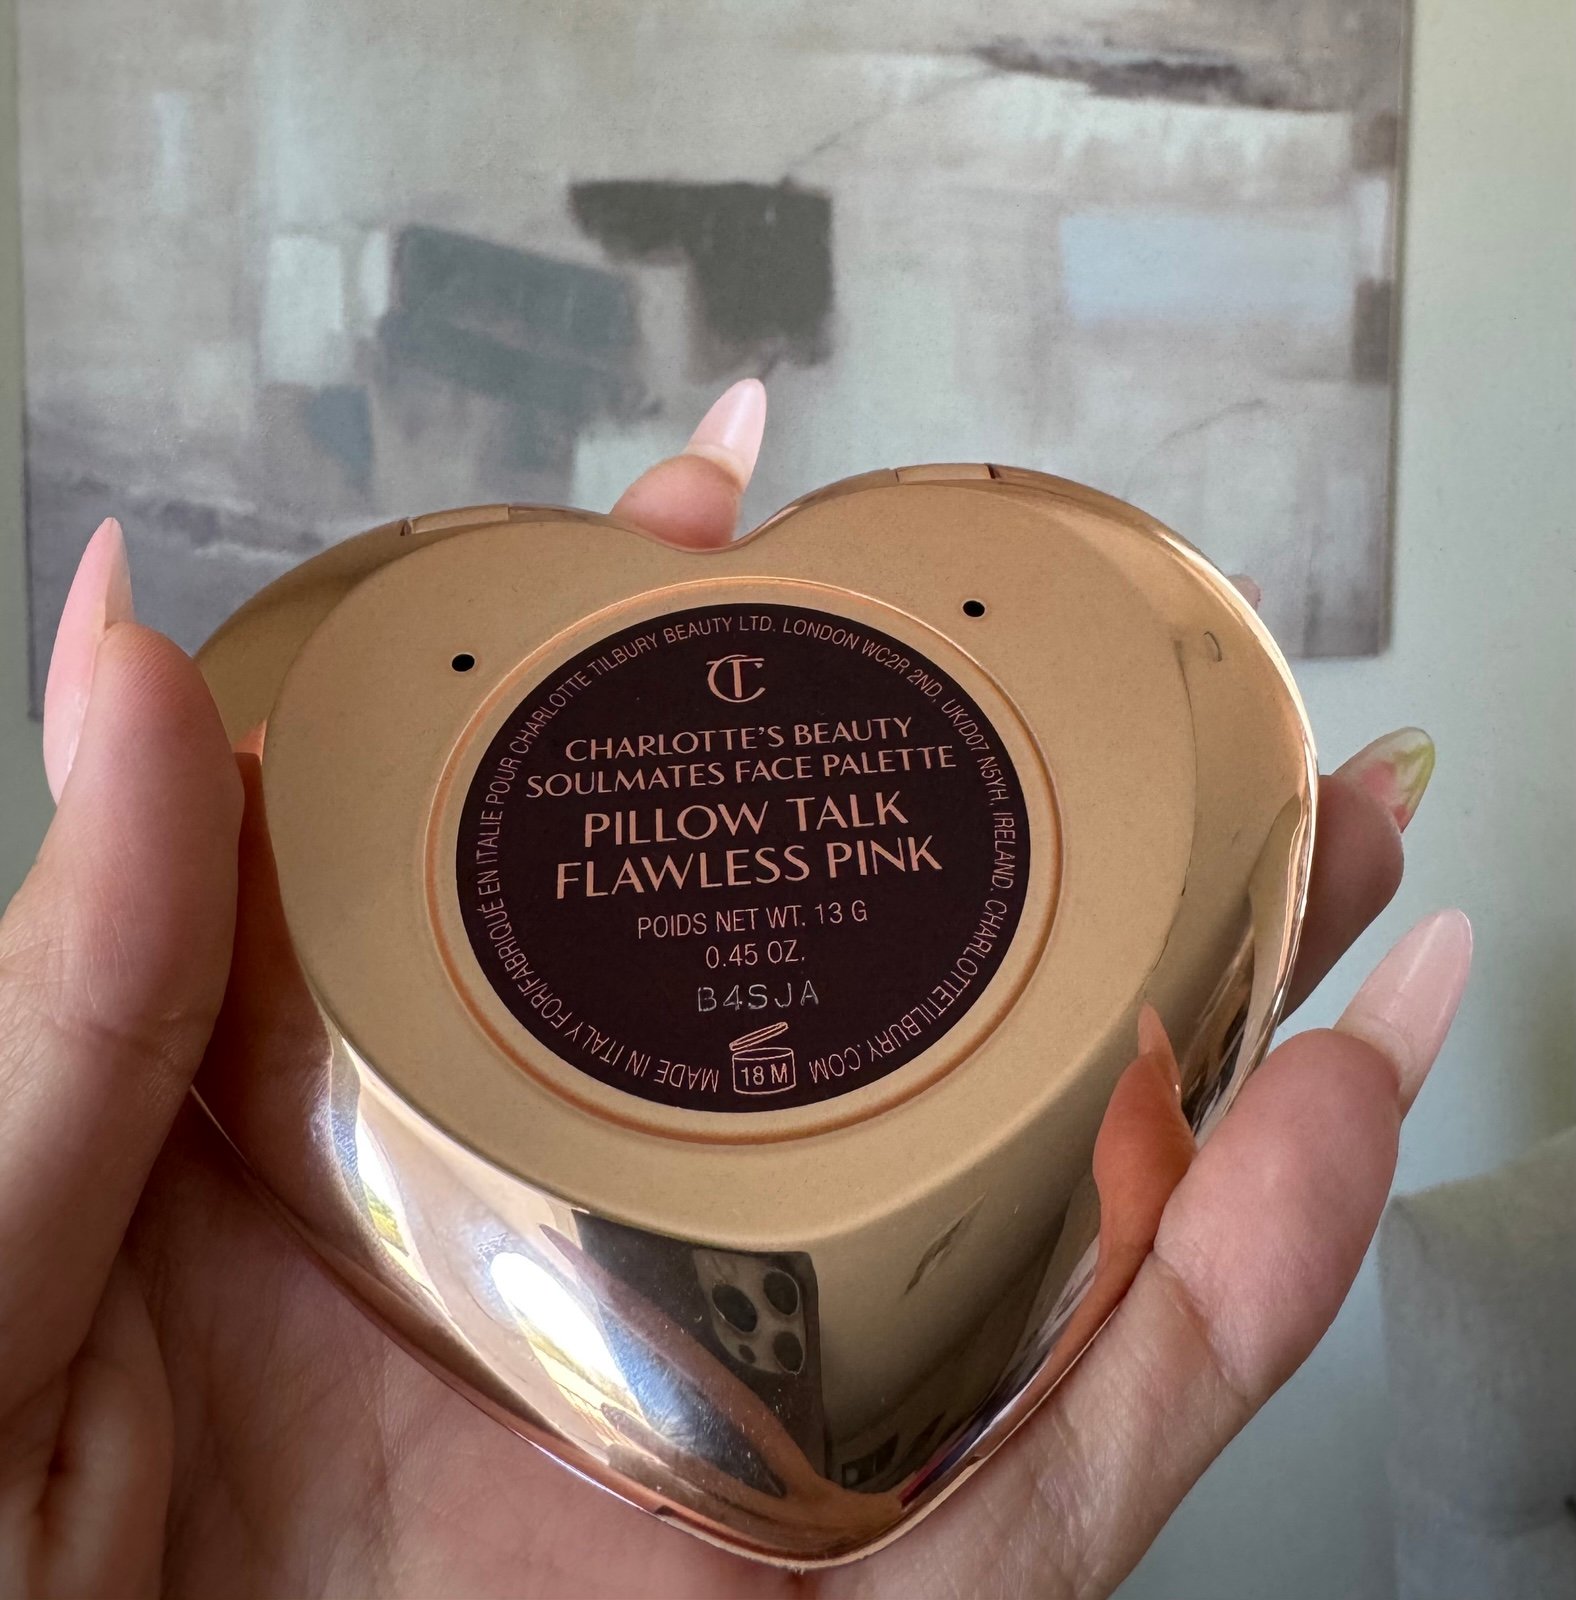 CT
CHARLOTTE'S BEAUTY
SOULMATES FACE PALETTE
PILLOW TALK
FLAWLESS PINK
POIDS NET WT. 13 G
0.45 OZ.
B4SJA
18 M
MADE IN ITALY FOR/FABRIQUÉ EN ITALIE POUR CHARLOTTE TILBURY BEAUTY LTD. LONDON WC2R 2ND, UK/D07 N5YH, IRELAND. CHARLOTTETILBURY.COM